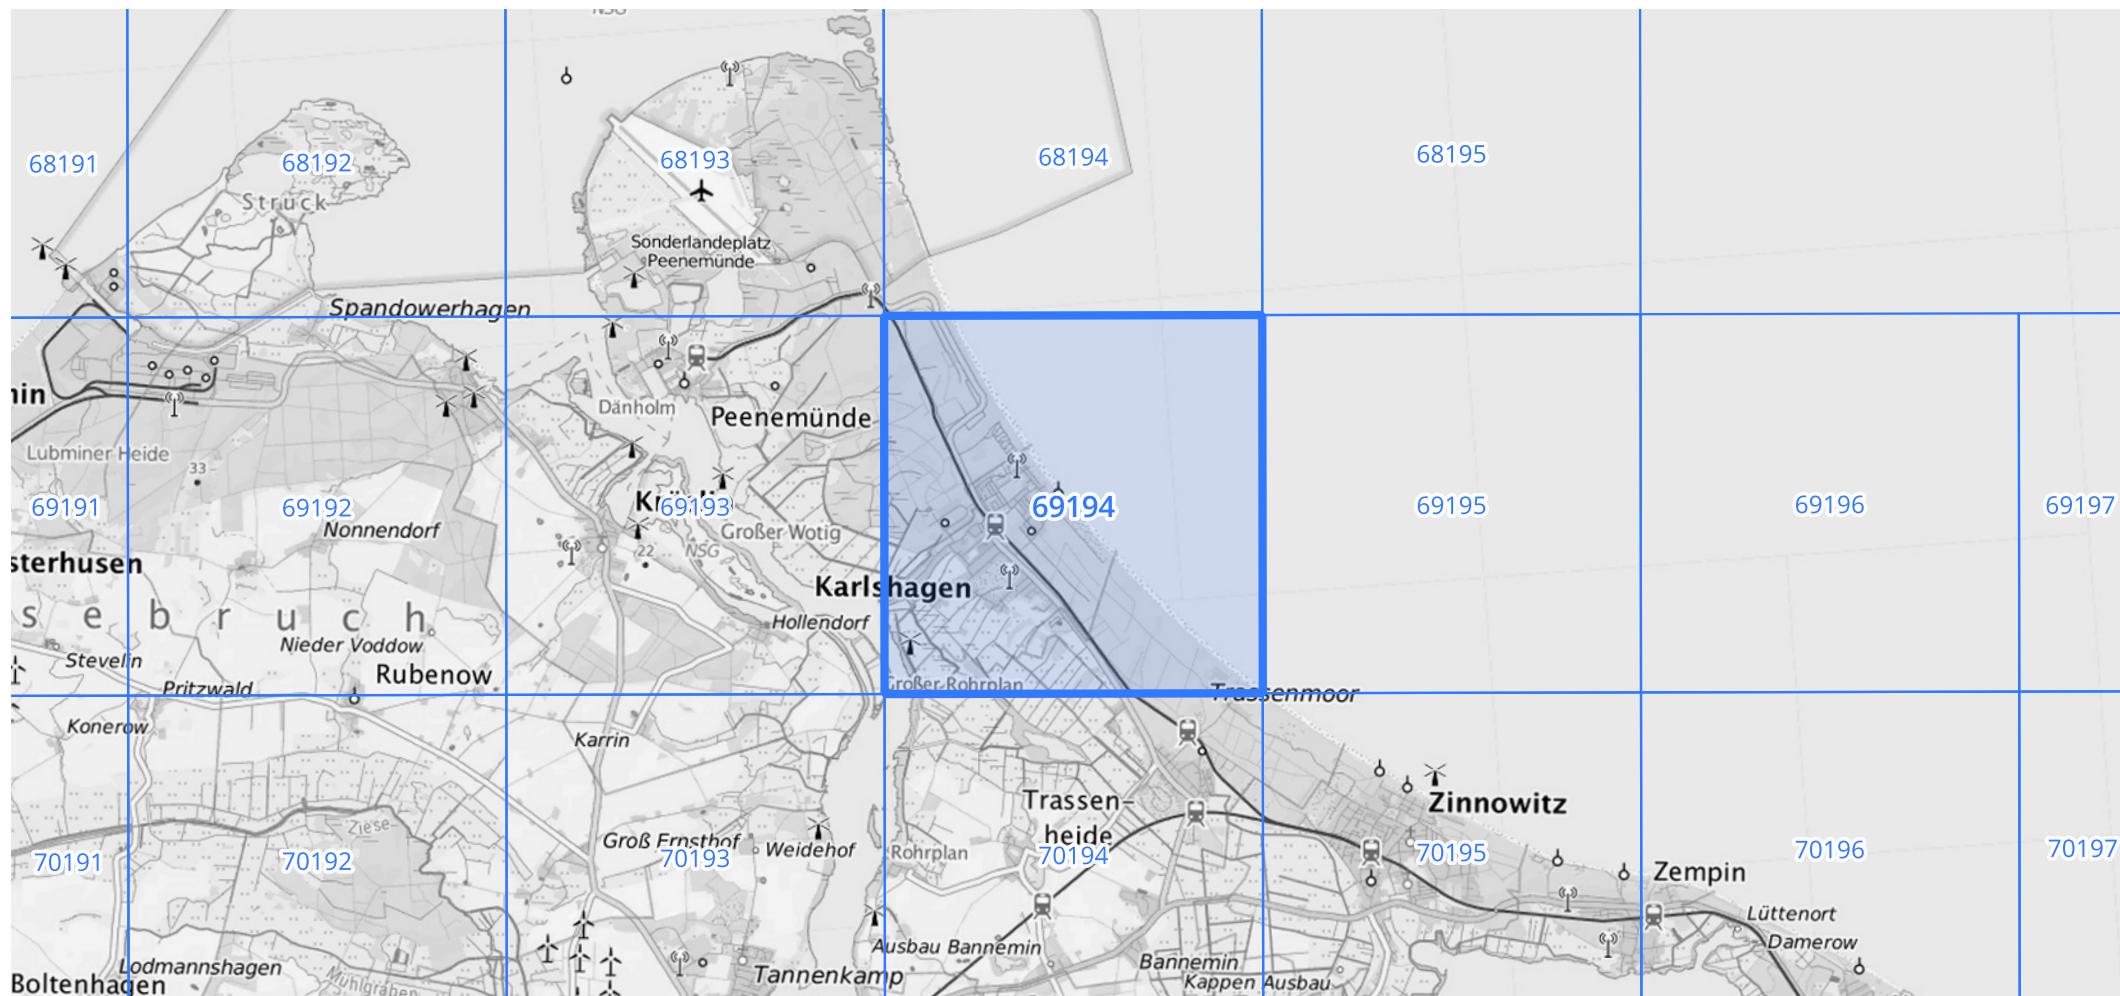 NSG
68191
68192
68193
68194
68195
Struck
Sonderlandeplatz
Peenemünde
Spandowerhagen
Dänholm
Peenemünde
Lubminer Heide
33
69191
69192
69193
69194
69195
69196
69197
Nonnendorf
Großer Wotig
22
NSG
sterhusen
Karlshagen
s e b r u c h
Hollendorf
Nieder Voddow
Stevelin
Rubenow
Pritzwald
Großer Rohrplan
Trassenmoor
Konerow
Karrin
Trassen-
heide
Zinnowitz
Ziese
Groß Ernsthof
Weidehof
Rohrplan
70191
70192
70193
70194
70195
70196
70197
Zempin
Lüttenort
Damerow
Ausbau Bannemin
Bannemin
Lodmannshagen
Tannenkamp
Kappen Ausbau
Boltenhagen
Mühlgraben